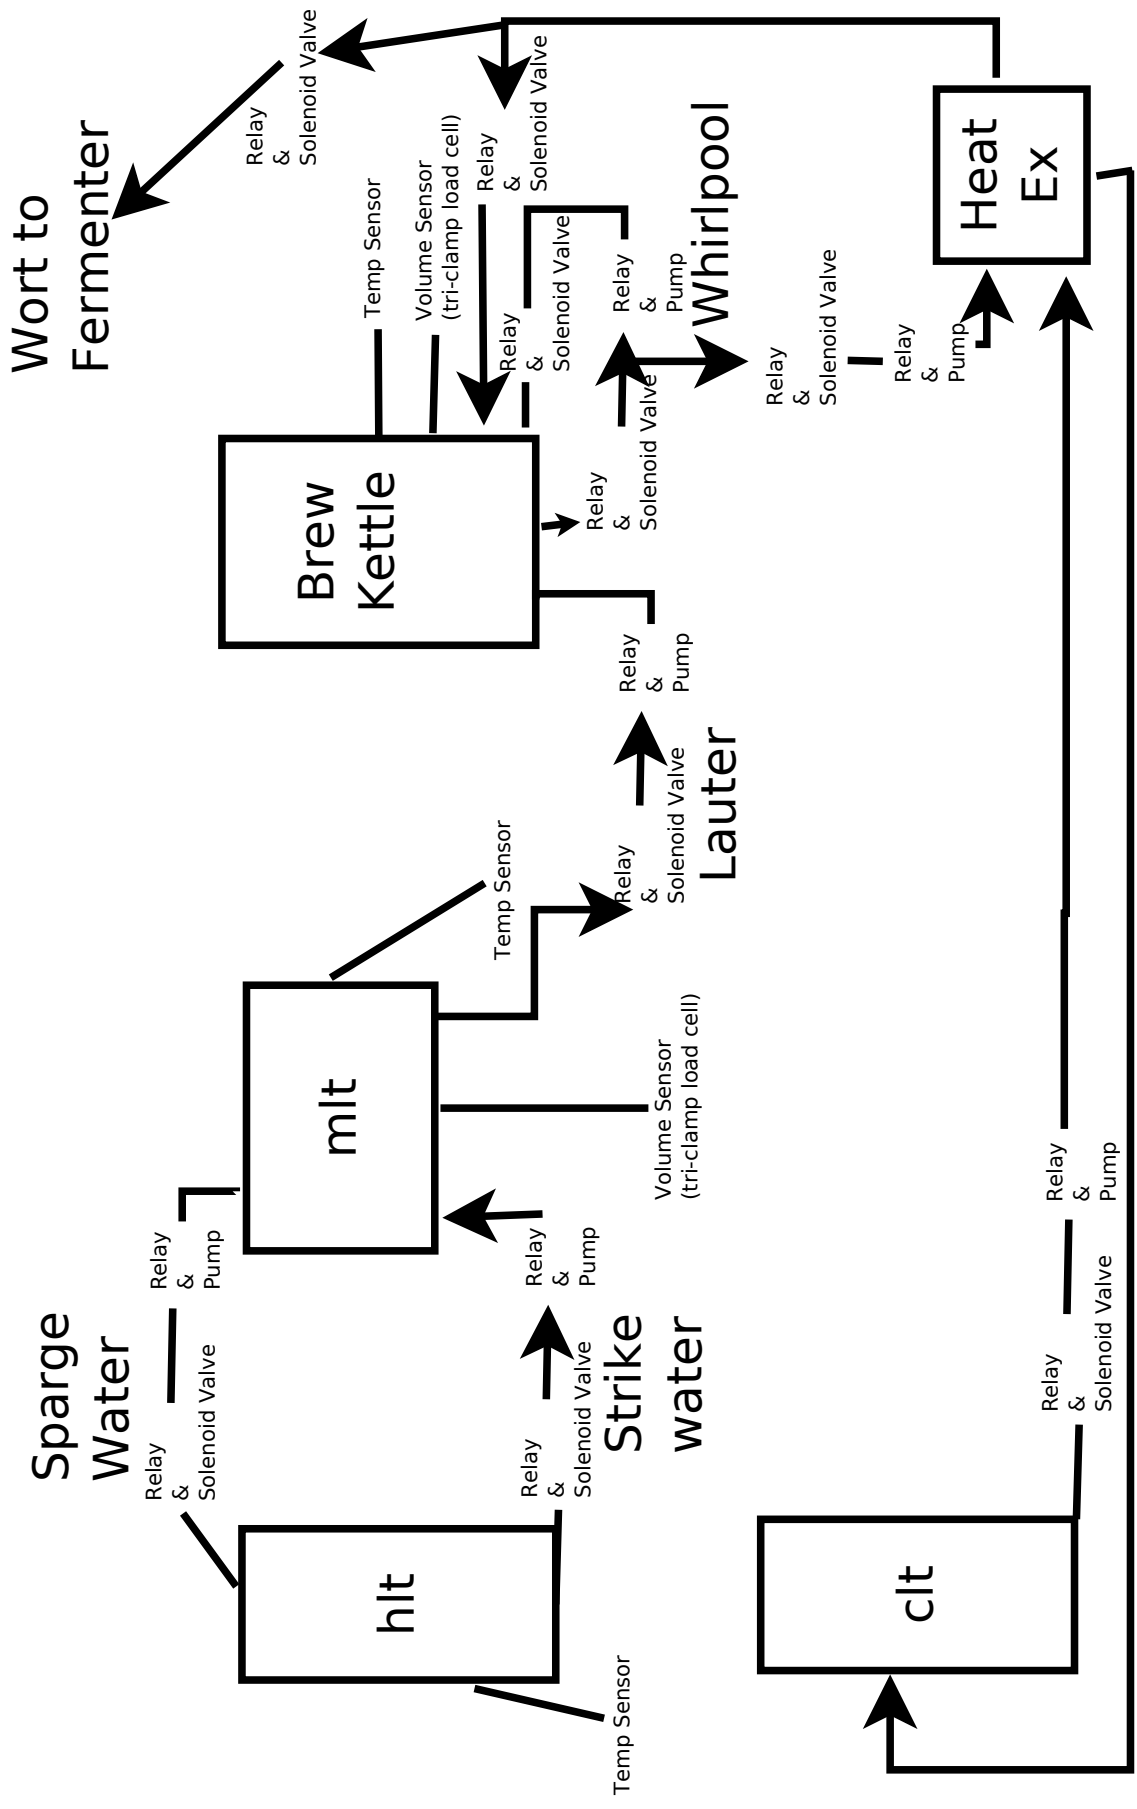 Sparge
Water
Relay
&
Solenoid Valve
Relay
&
Pump
Wort to
Fermenter
Relay
&
Solenoid Valve
hlt
mlt
Brew
Kettle
Temp Sensor
Volume Sensor
(tri-clamp load cell)
Relay
&
Solenoid Valve
Relay
&
Solenoid Valve
Temp Sensor
Relay
&
Solenoid Valve
Relay
&
Pump
Strike
water
Temp Sensor
Volume Sensor
(tri-clamp load cell)
Relay
&
Solenoid Valve
Relay
&
Pump
Lauter
Relay
&
Solenoid Valve
Relay
&
Pump
Whirlpool
Relay
&
Solenoid Valve
Relay
&
Pump
Heat
Ex
clt
Relay
&
Solenoid Valve
Relay
&
Pump